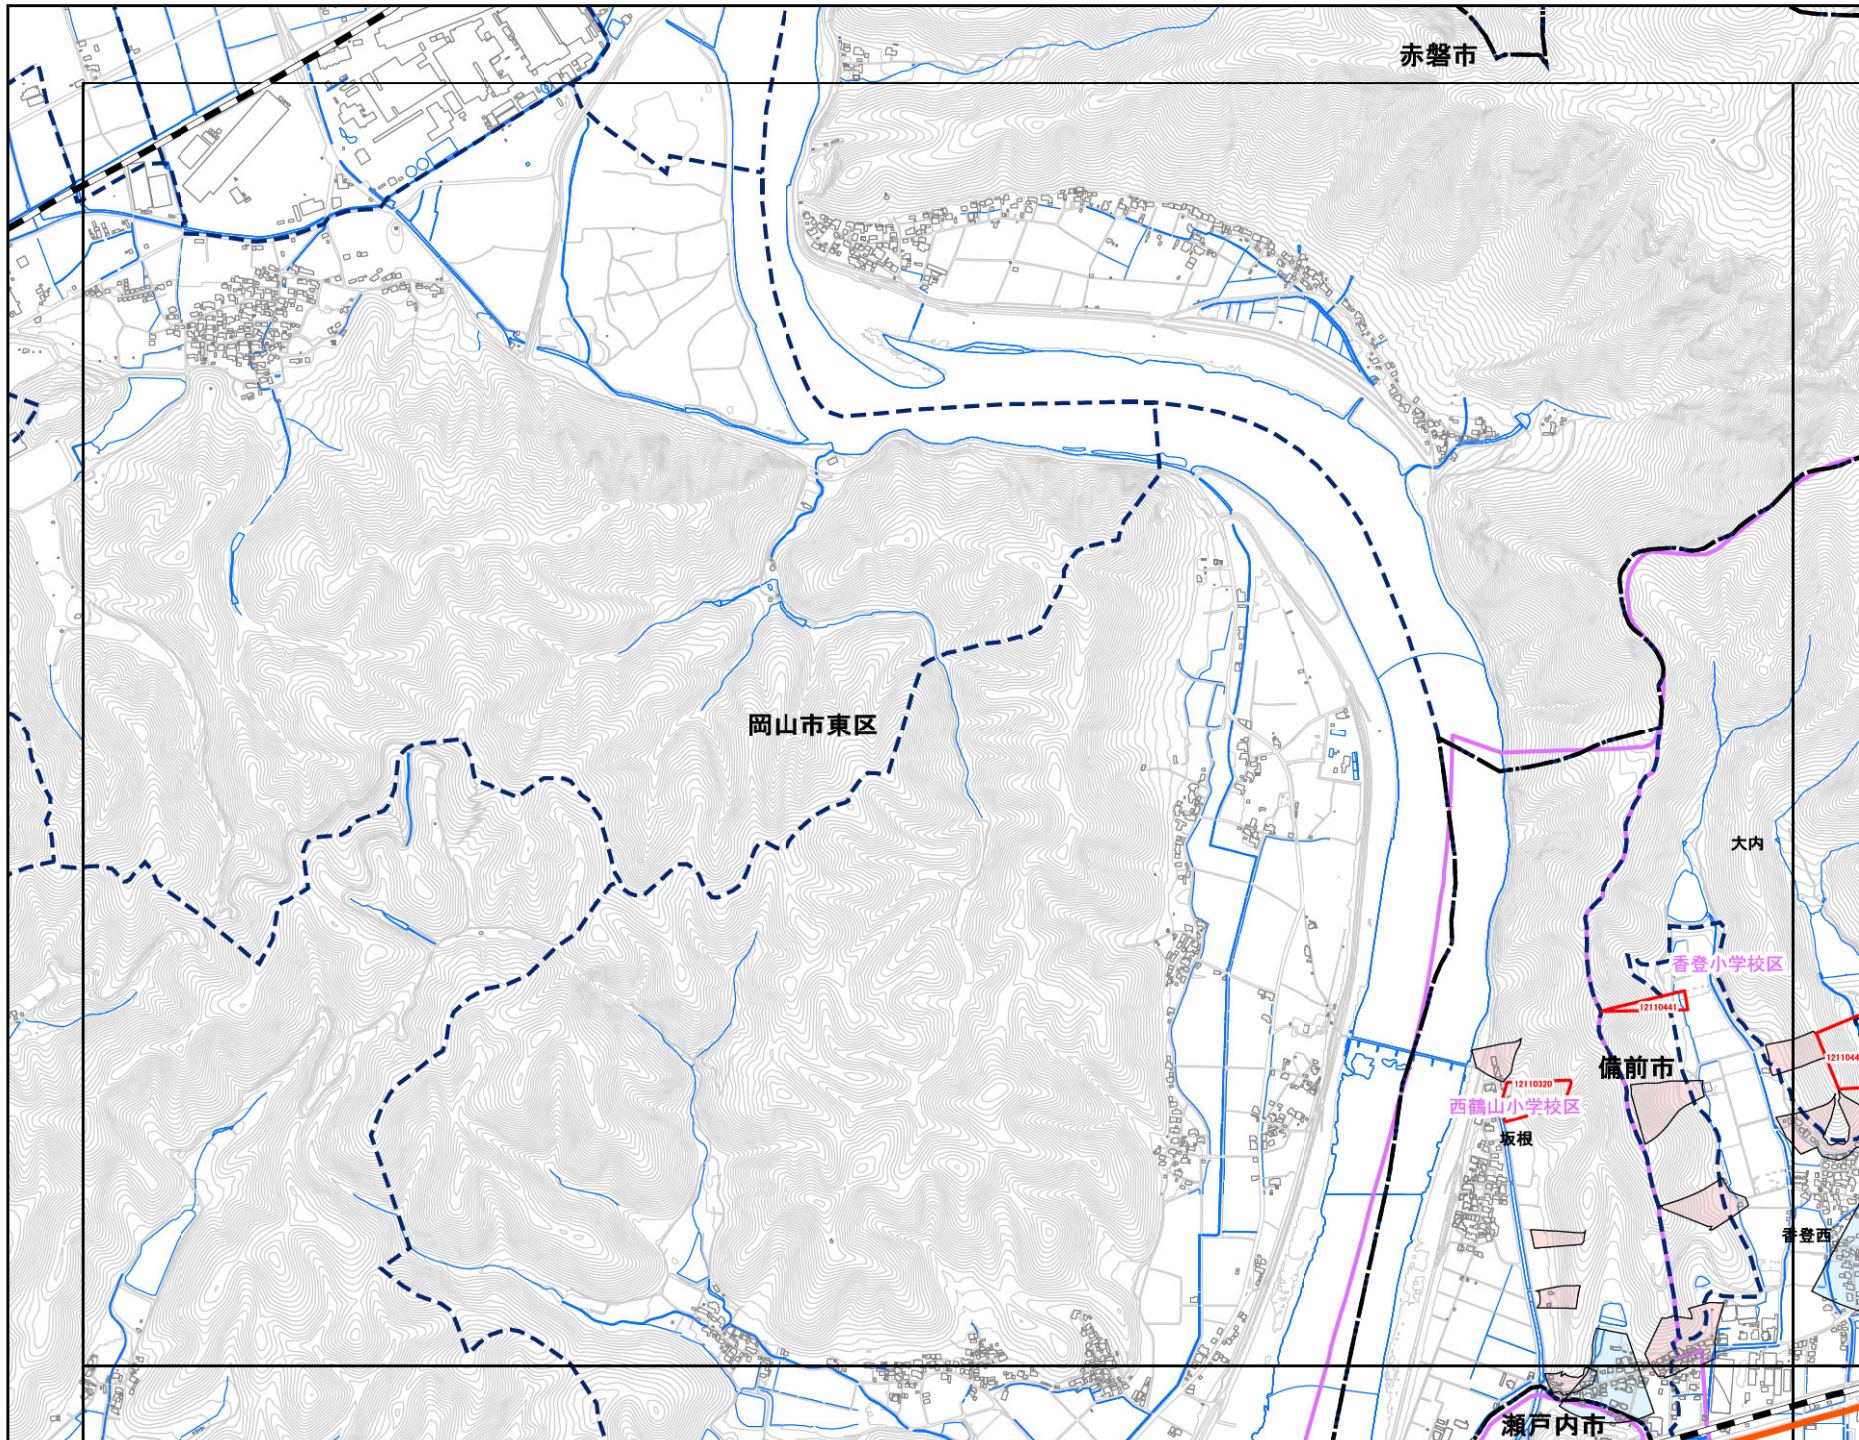 赤磐市
岡山市東区
大内
香登小学校区
12110441
備前市
12110320
西鶴山小学校区
坂根
香登西
瀬戸内市